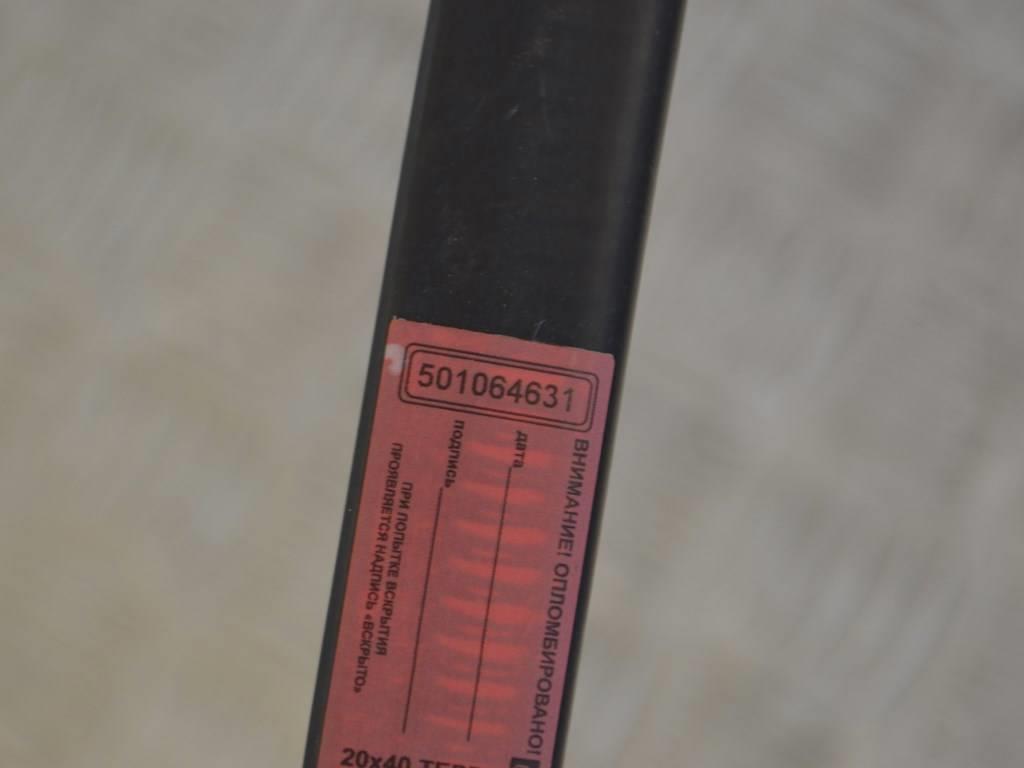 501064631
ВНИМАНИЕ! ОПЛОМБИРОВАНО!
дата
подпись
ПРИ ПОПЫТКЕ ВСКРЫТИЯ
ПРОЯВЛЯЕТСЯ НАДПИСЬ «ВСКРЫТО»
20х40